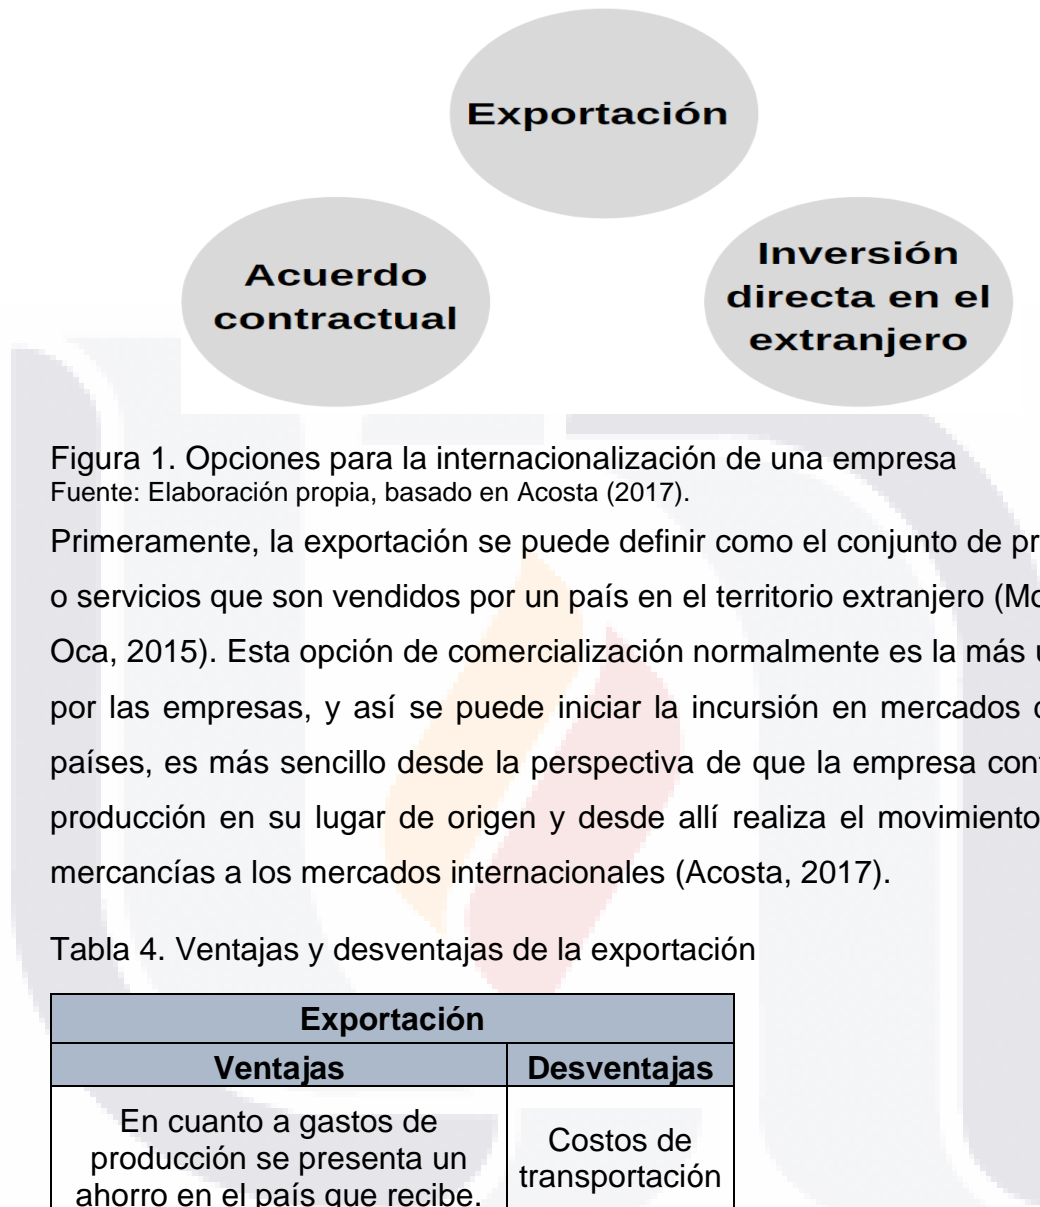 Exportación
Acuerdo
contractual
Inversión
directa en el
extranjero
Figura 1. Opciones para la internacionalización de una empresa
Fuente: Elaboración propia, basado en Acosta (2017).
Primeramente, la exportación se puede definir como el conjunto de
o servicios que son vendidos por un país en el territorio extranjero
Oca, 2015). Esta opción de comercialización normalmente es la más
por las empresas, y así se puede iniciar la incursión en mercados
países, es más sencillo desde la perspectiva de que la empresa
producción en su lugar de origen y desde allí realiza el movimiento
mercancías a los mercados internacionales (Acosta, 2017).
Tabla 4. Ventajas y desventajas de la exportación
Exportación
Ventajas
Desventajas
En cuanto a gastos de
producción se presenta un
ahorro en el país que recibe.
Costos de
transportación